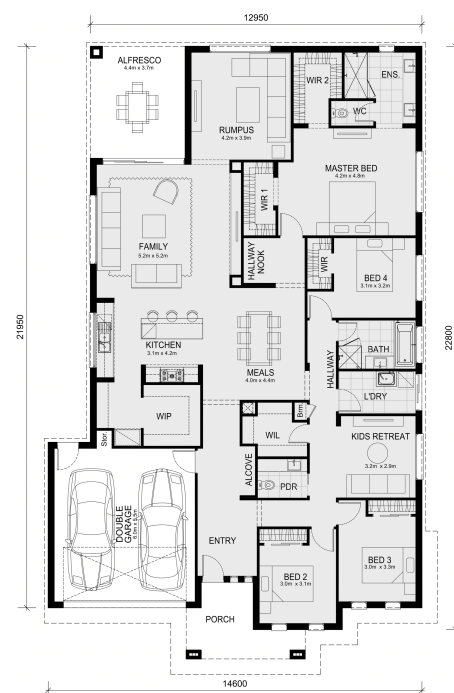 12950
ALFRESCO
4.4m x 3.7m
WIR 2
ENS.
WC
RUMPUS
4.2m x 3.9m
MASTER BED
4.2m x 4.8m
WIR 1
FAMILY
5.2m x 5.2m
HALLWAY
NOOK
WIR
BED 4
3.1m x 3.2m
21950
22800
KITCHEN
3.1m x 4.2m
MEALS
4.0m x 4.4m
HALLWAY
BATH
L'DRY
WIP
Stor.
WIL
Brm.
KIDS RETREAT
3.2m x 2.9m
ALCOVE
PDR
DOUBLE
GARAGE
ENTRY
BED 2
3.0m x 3.1m
BED 3
3.0m x 3.3m
PORCH
14600